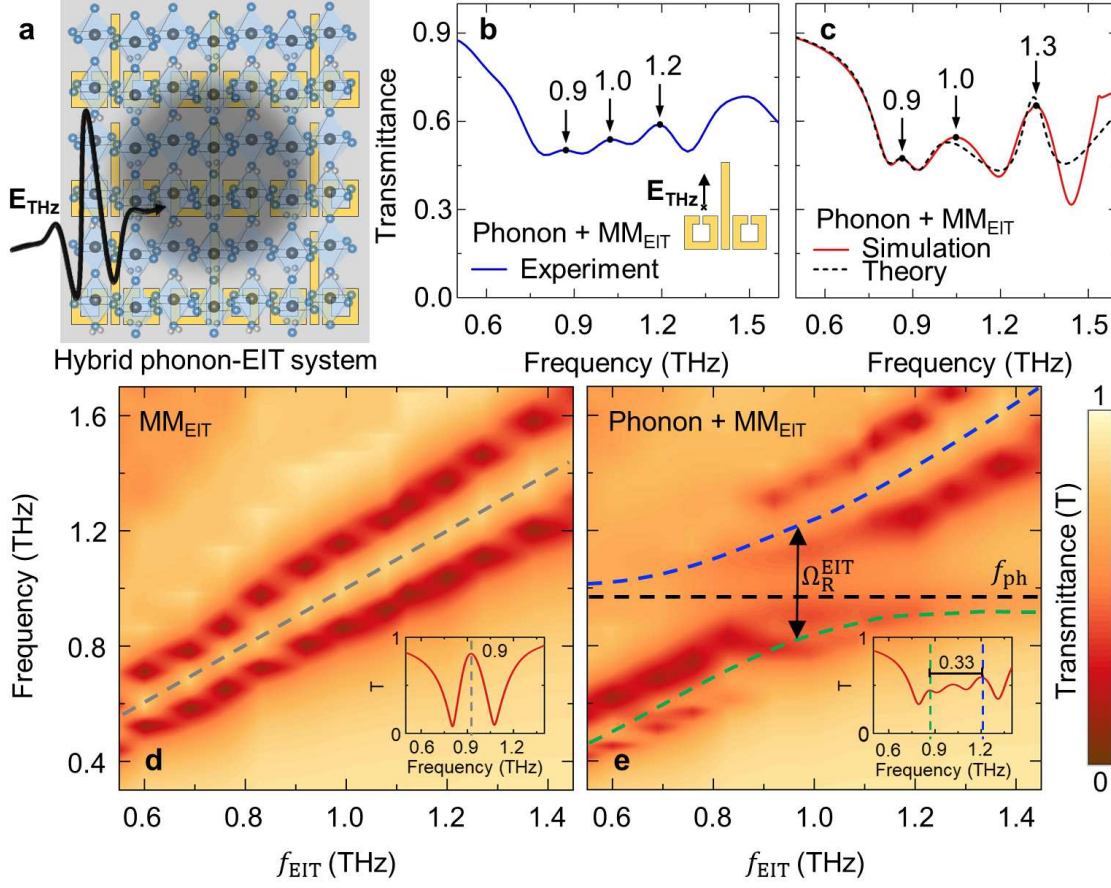 a
E_THz
Hybrid phonon-EIT system
b
0.9
1.0
1.2
0.9
0.6
0.3
0.0
Transmittance
E_THz
Phonon + MM_EIT
Experiment
0.6 0.9 1.2 1.5
Frequency (THz)
c
0.9
1.0
1.3
Phonon + MM_EIT
Simulation
Theory
0.6 0.9 1.2 1.5
Frequency (THz)
MM_EIT
1.6
1.2
0.8
0.4
Frequency (THz)
d
1
T
0
0.9
0.6 0.9 1.2
Frequency (THz)
0.6 0.8 1.0 1.2 1.4
f_EIT (THz)
Phonon + MM_EIT
Ω_R^EIT
f_ph
e
1
T
0
0.33
0.6 0.9 1.2
Frequency (THz)
0.6 0.8 1.0 1.2 1.4
f_EIT (THz)
1
Transmittance (T)
0